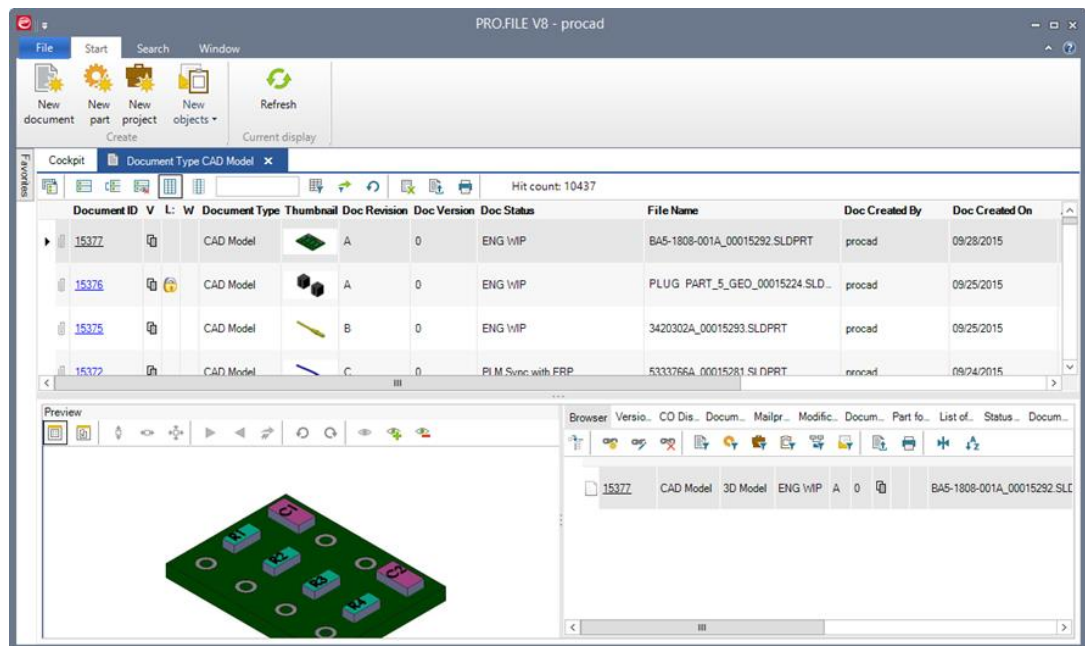 PRO.FILE V8 - procad
File Start Search Window
New document New part New project New objects Refresh
Create Current display
Favorites
Cockpit Document Type CAD Model
Hit count: 10437
Document ID V L: W Document Type Thumbnail Doc Revision Doc Version Doc Status File Name Doc Created By Doc Created On
15377 CAD Model A 0 ENG WIP BA5-1808-001A_00015292.SLDPRT procad 09/28/2015
15376 CAD Model A 0 ENG WIP PLUG PART_5_GEO_00015224.SLD... procad 09/25/2015
15375 CAD Model B 0 ENG WIP 3420302A_00015293.SLDPRT procad 09/25/2015
15372 CAD Model C 0 PLM Sync with ERP 5333766A_00015281.SLDPRT procad 09/24/2015
Preview
Browser Versio... CO Dis... Docum... Mailpr... Modific... Docum... Part fo... List of... Status... Docum...
15377 CAD Model 3D Model ENG WIP A 0 BA5-1808-001A_00015292.SLD
C1
R1
R2
R3 C2
R4